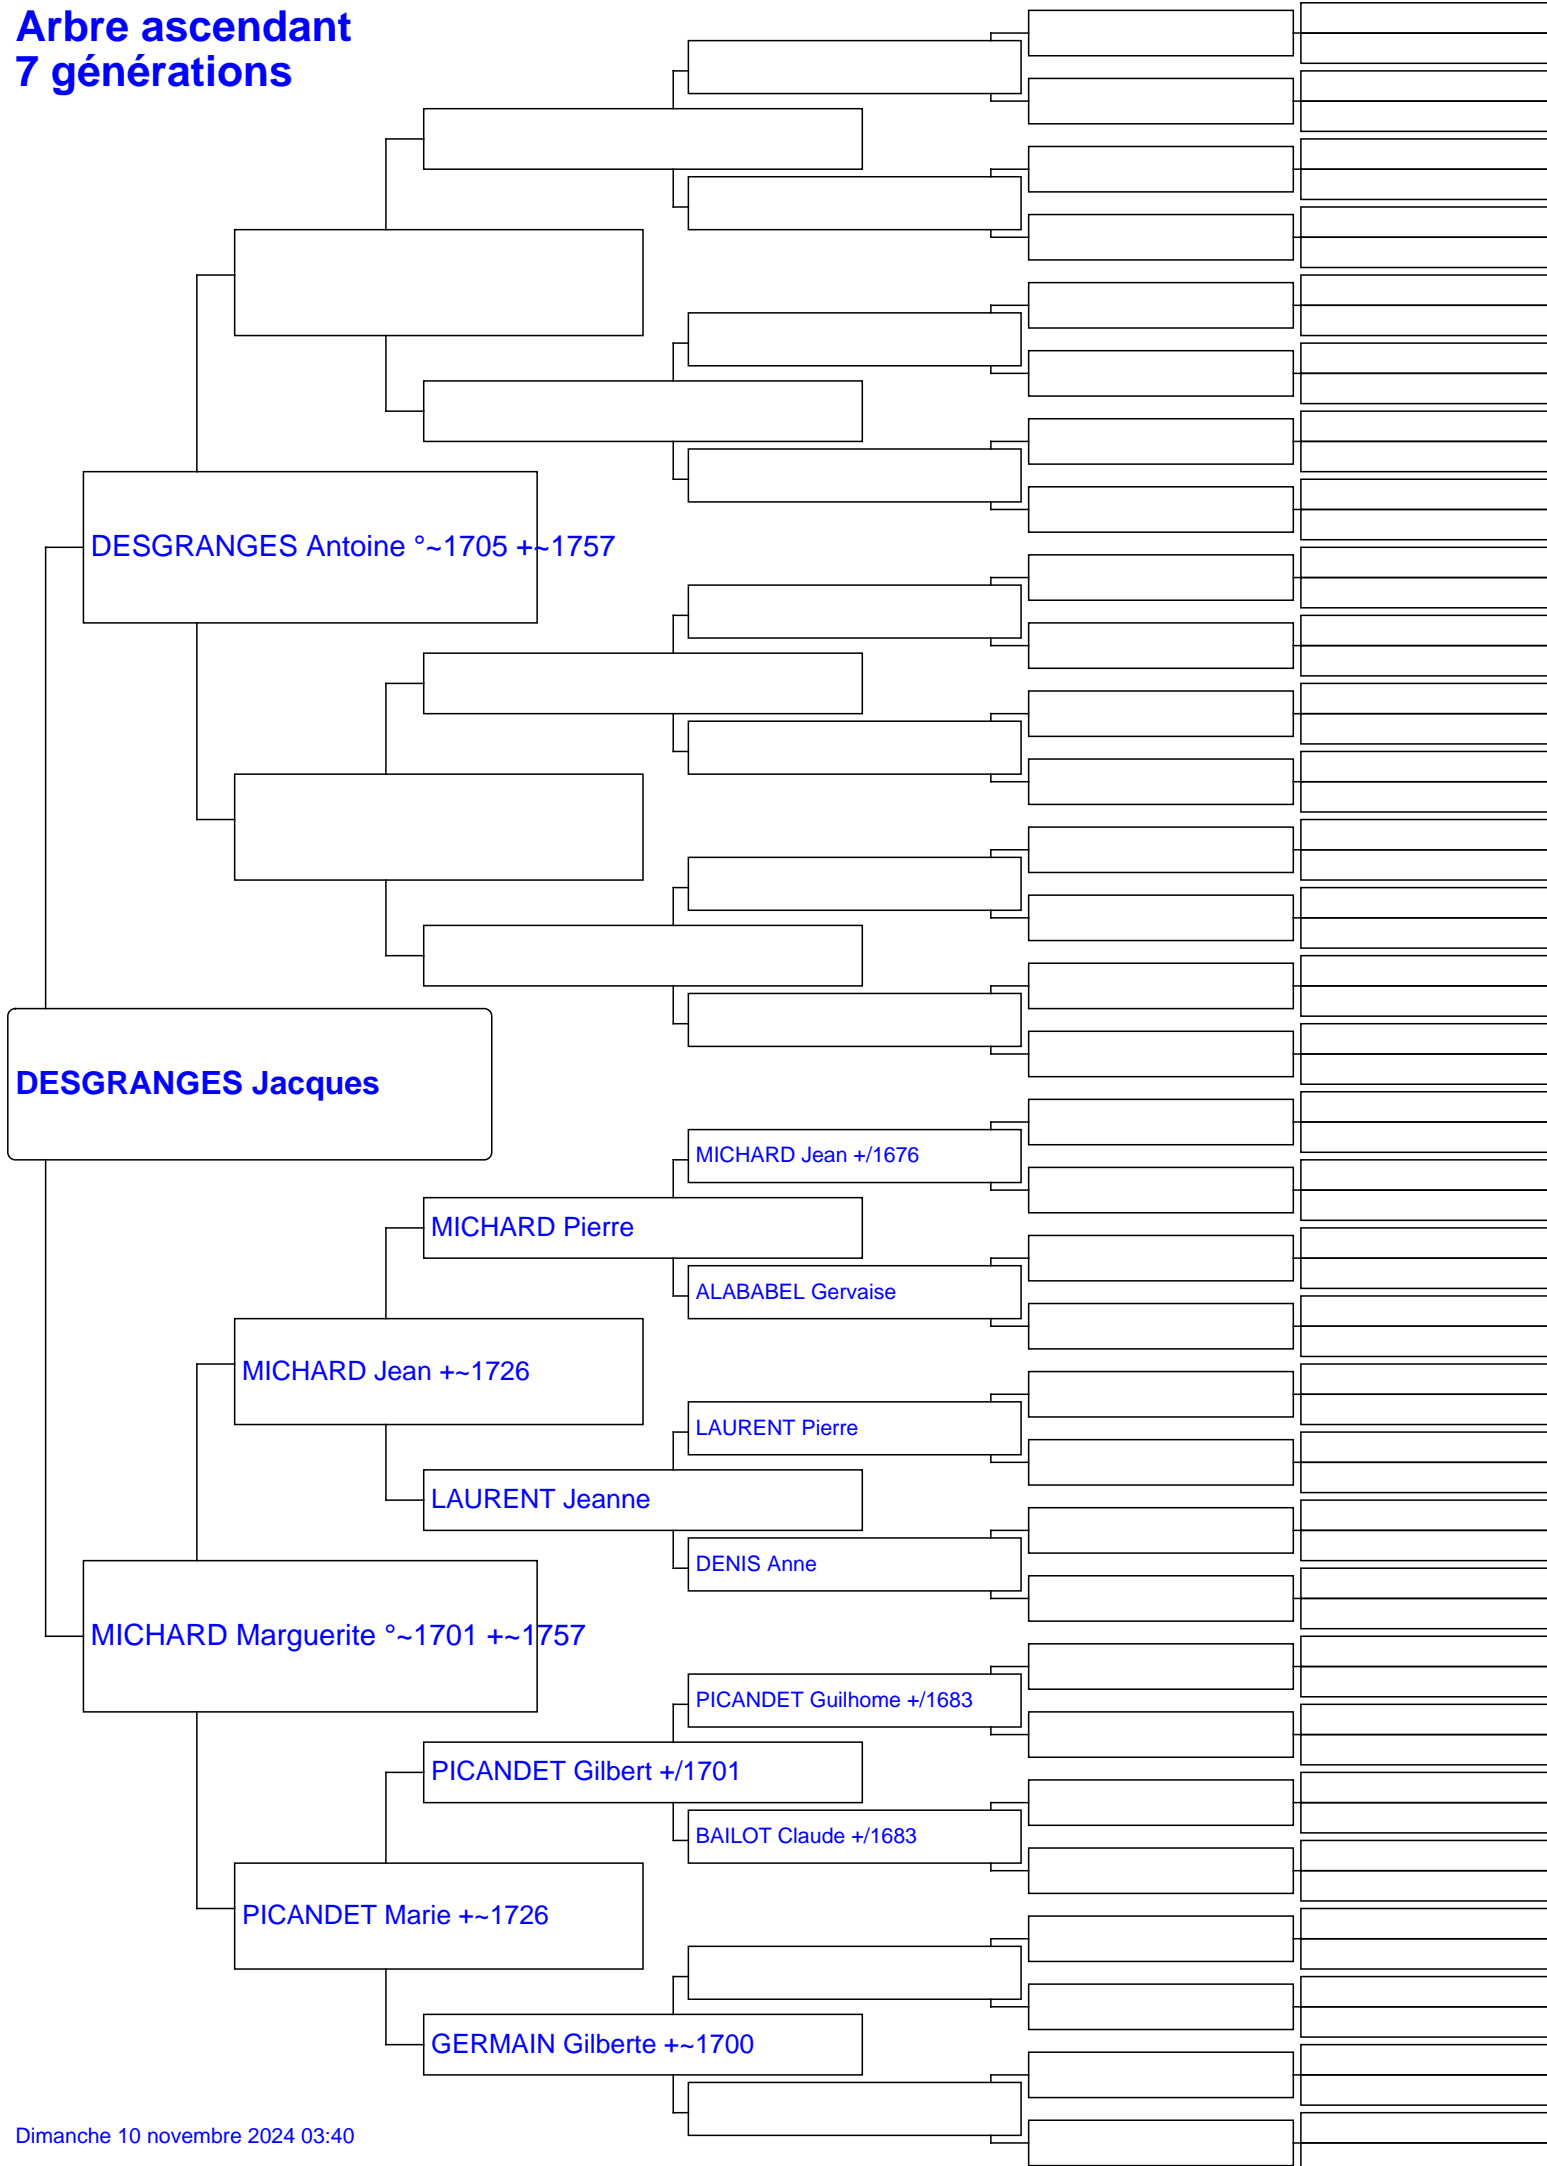 Arbre ascendant
7 générations
DESGRANGES Antoine °~1705 +~1757
DESGRANGES Jacques
MICHARD Jean +/1676
MICHARD Pierre
ALABABEL Gervaise
MICHARD Jean +~1726
LAURENT Pierre
LAURENT Jeanne
DENIS Anne
MICHARD Marguerite °~1701 +~1757
PICANDET Guilhome +/1683
PICANDET Gilbert +/1701
BAILOT Claude +/1683
PICANDET Marie +~1726
GERMAIN Gilberte +~1700
Dimanche 10 novembre 2024 03:40